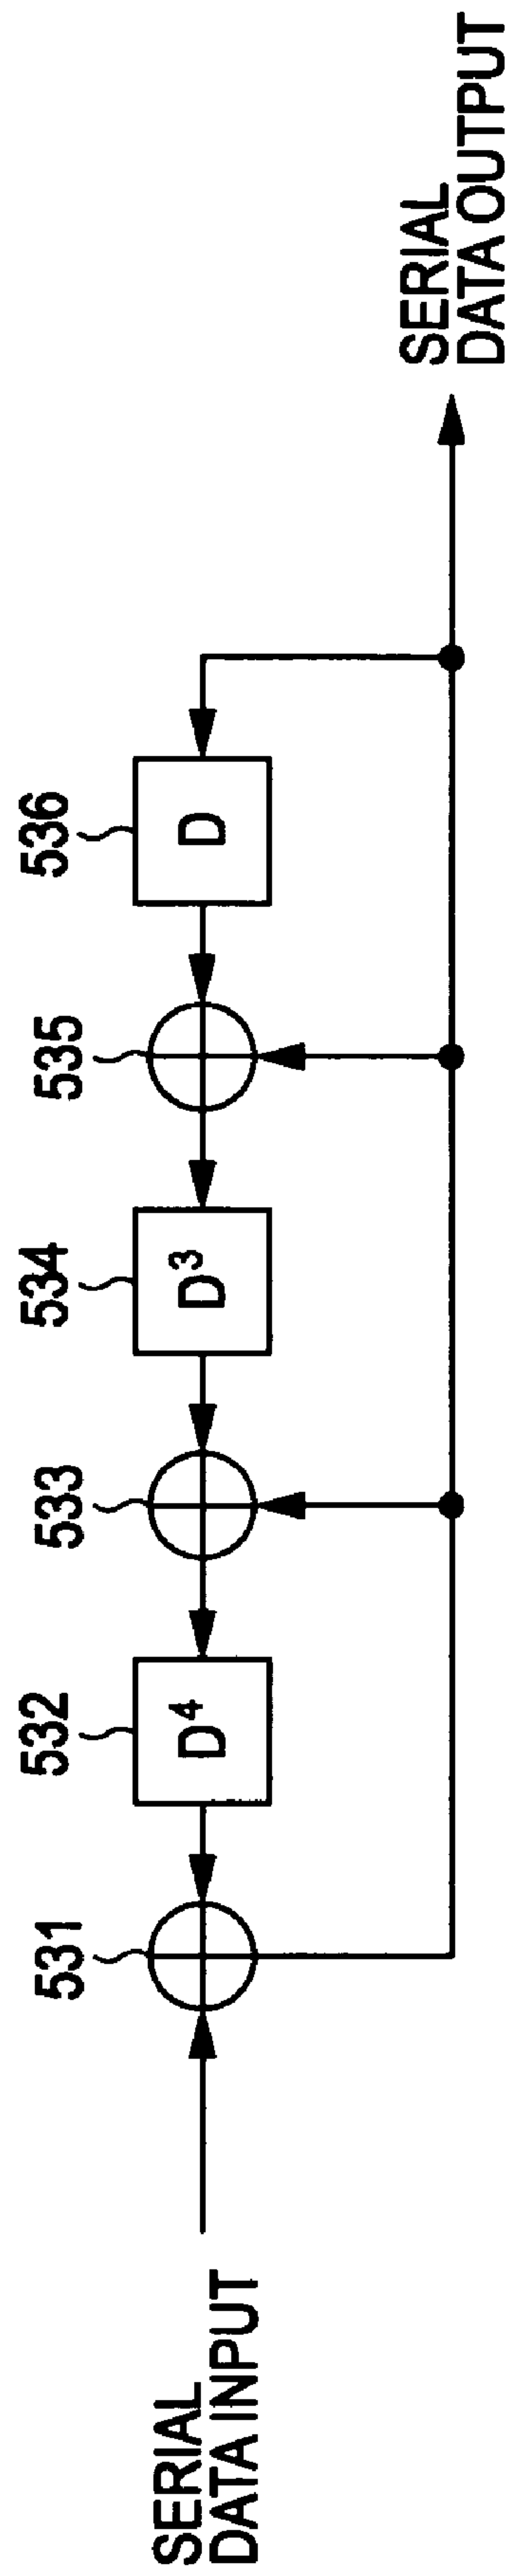 SERIAL
DATA INPUT
531
532
D⁴
533
534
D³
535
536
D
SERIAL
DATA OUTPUT